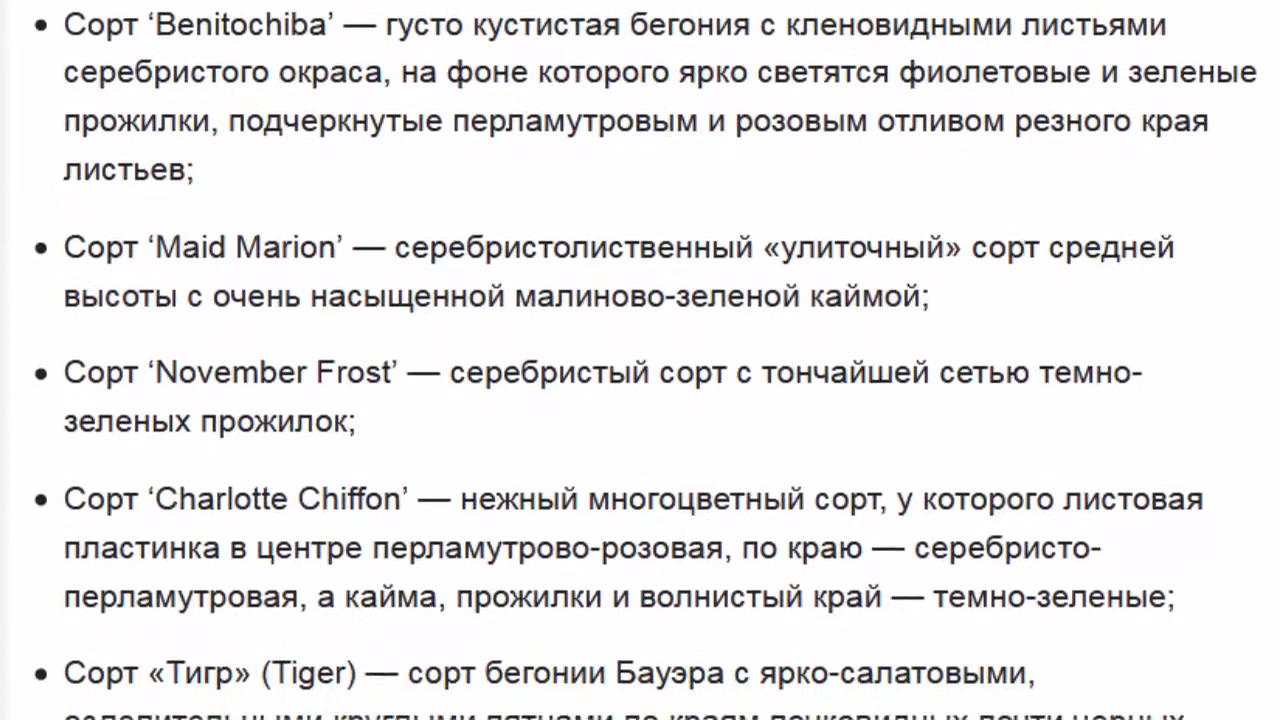 • Сорт ‘Benitochiba’ — густо кустистая бегония с кленовидными листьями
серебристого окраса, на фоне которого ярко светятся фиолетовые и зеленые
прожилки, подчеркнутые перламутровым и розовым отливом резного края
листьев;
• Сорт ‘Maid Marion’ — серебристолиственный «улиточный» сорт средней
высоты с очень насыщенной малиново-зеленой каймой;
• Сорт ‘November Frost’ — серебристый сорт с тончайшей сетью темно-
зеленых прожилок;
• Сорт ‘Charlotte Chiffon’ — нежный многоцветный сорт, у которого листовая
пластинка в центре перламутрово-розовая, по краю — серебристо-
перламутровая, а кайма, прожилки и волнистый край — темно-зеленые;
• Сорт «Тигр» (Tiger) — сорт бегонии Бауэра с ярко-салатовыми,